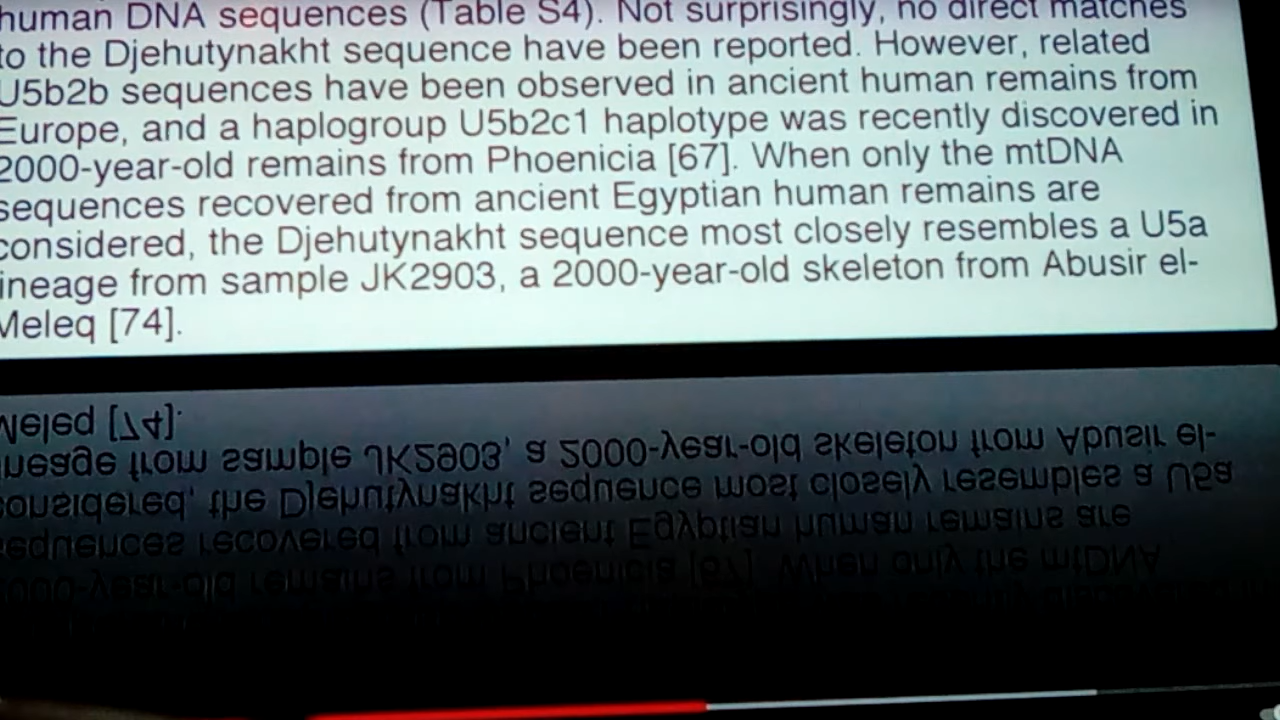 human DNA sequences (Table S4). Not surprisingly, no direct matches
to the Djehutynakht sequence have been reported. However, related
U5b2b sequences have been observed in ancient human remains from
Europe, and a haplogroup U5b2c1 haplotype was recently discovered in
2000-year-old remains from Phoenicia [67]. When only the mtDNA
sequences recovered from ancient Egyptian human remains are
considered, the Djehutynakht sequence most closely resembles a U5a
lineage from sample JK2903, a 2000-year-old skeleton from Abusir el-
Meleq [74].